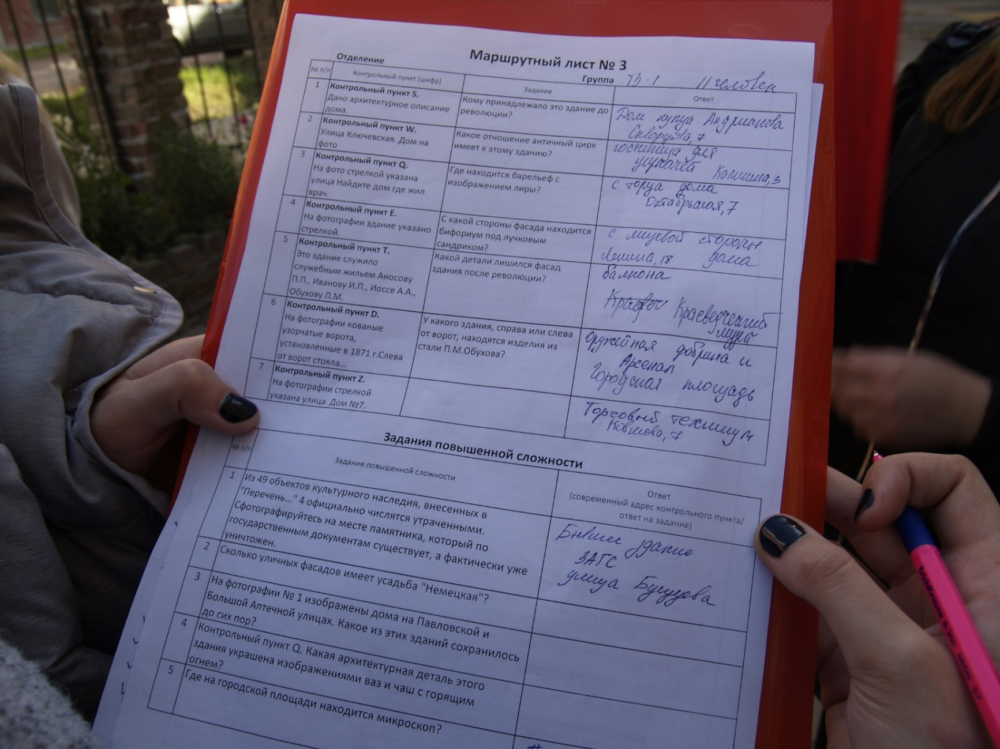 Маршрутный лист № 3
Отделение
Группа ТЗ-1 11 человек
№ п/п
Контрольный пункт (шифр)
Задание
Ответ
1
Контрольный пункт S.
Дано архитектурное описание
дома.
Кому принадлежало это здание до
революции?
Дом купца Андрианова
Скворцова, 7
2
Контрольный пункт W.
Улица Ключевская. Дом на
фото
Какое отношение античный цирк
имеет к этому зданию?
гостиница для
циркачей
3
Контрольный пункт Q.
На фото стрелкой указана
улица Найдите дом где жил
врач.
Где находится барельеф с
изображением лиры?
с торца дома
Октябрьская, 7
4
Контрольный пункт E.
На фотографии здание указано
стрелкой.
С какой стороны фасада находится
бифориум под лучковым
сандриком?
с лицевой стороны
Ленина, 18 дома
5
Контрольный пункт T.
Это здание служило
служебным жильем Аносову
П.П., Иванову И.П., Иоссе А.А.,
Обухову П.М.
Какой детали лишился фасад
здания после революции?
балкона
Краеведческий
музей
6
Контрольный пункт D.
На фотографии кованые
узорчатые ворота,
установленные в 1871 г.Слева
от ворот стояла...
У какого здания, справа или слева
от ворот, находятся изделия из
стали П.М.Обухова?
оружейная фабрика и
Арсенал
городская площадь
7
Контрольный пункт Z.
На фотографии стрелкой
указана улица. Дом №7.
Торговый техникум
Ковшова, 7
Задания повышенной сложности
№ п/п
Задание повышенной сложности
Ответ
(современный адрес контрольного пункта/
ответ на задание)
1
Из 49 объектов культурного наследия, внесенных в
"Перечень..." 4 официально числятся утраченными.
Сфотографируйтесь на месте памятника, который по
государственным документам существует, а фактически уже
уничтожен.
Бывшее здание
ЗАГС
улица Бушуева
2
Сколько уличных фасадов имеет усадьба "Немецкая"?
3
На фотографии № 1 изображены дома на Павловской и
Большой Аптечной улицах. Какое из этих зданий сохранилось
до сих пор?
4
Контрольный пункт Q. Какая архитектурная деталь этого
здания украшена изображениями ваз и чаш с горящим
огнем?
5
Где на городской площади находится микроскоп?